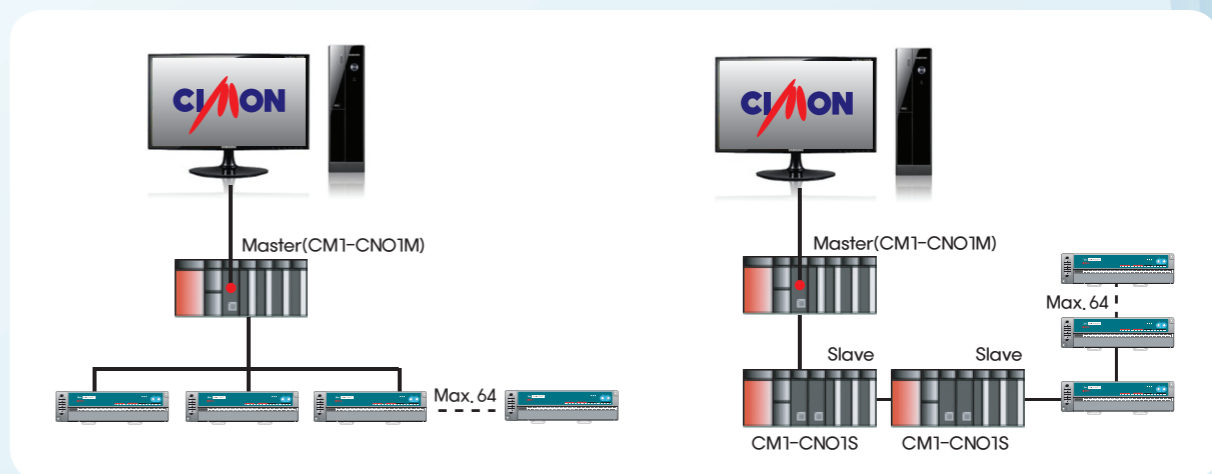 CIMON
Master(CM1-CN01M)
Max. 64
CIMON
Master(CM1-CN01M)
Max. 64
Slave
Slave
CM1-CN01S
CM1-CN01S